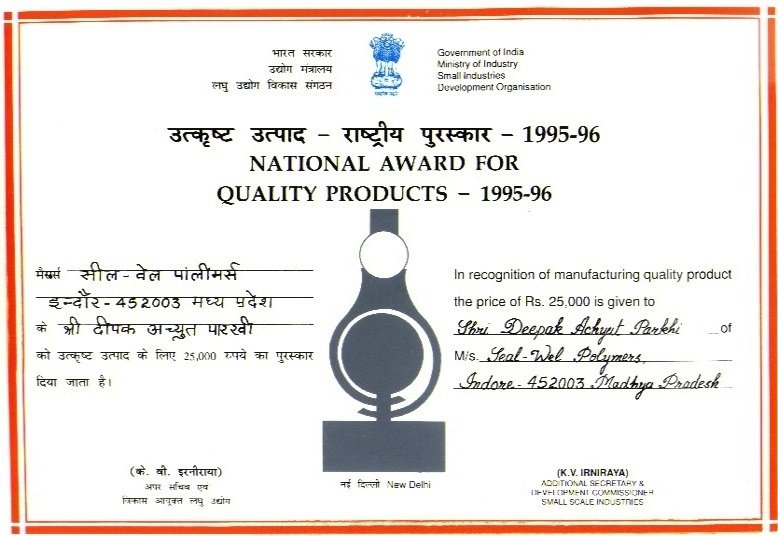 भारत सरकार
उद्योग मंत्रालय
लघु उद्योग विकास संगठन
Government of India
Ministry of Industry
Small Industries
Development Organisation
उत्कृष्ट उत्पाद – राष्ट्रीय पुरस्कार – 1995-96
NATIONAL AWARD FOR
QUALITY PRODUCTS – 1995-96
मैसर्स सील-वेल पॉलीमर्स
इन्दौर-452003 मध्य प्रदेश
के श्री दीपक अच्युत पारखी
को उत्कृष्ट उत्पाद के लिए 25,000 रुपये का पुरस्कार
दिया जाता है।
In recognition of manufacturing quality product
the price of Rs. 25,000 is given to
Shri Deepak Achyut Parkhi of
M/s. Seal-Wel Polymers,
Indore-452003, Madhya Pradesh
(के. वी. इरनीराया)
अपर सचिव एवं
विकास आयुक्त लघु उद्योग
नई दिल्ली New Delhi
(K.V. IRNIRAYA)
ADDITIONAL SECRETARY &
DEVELOPMENT COMMISSIONER
SMALL SCALE INDUSTRIES